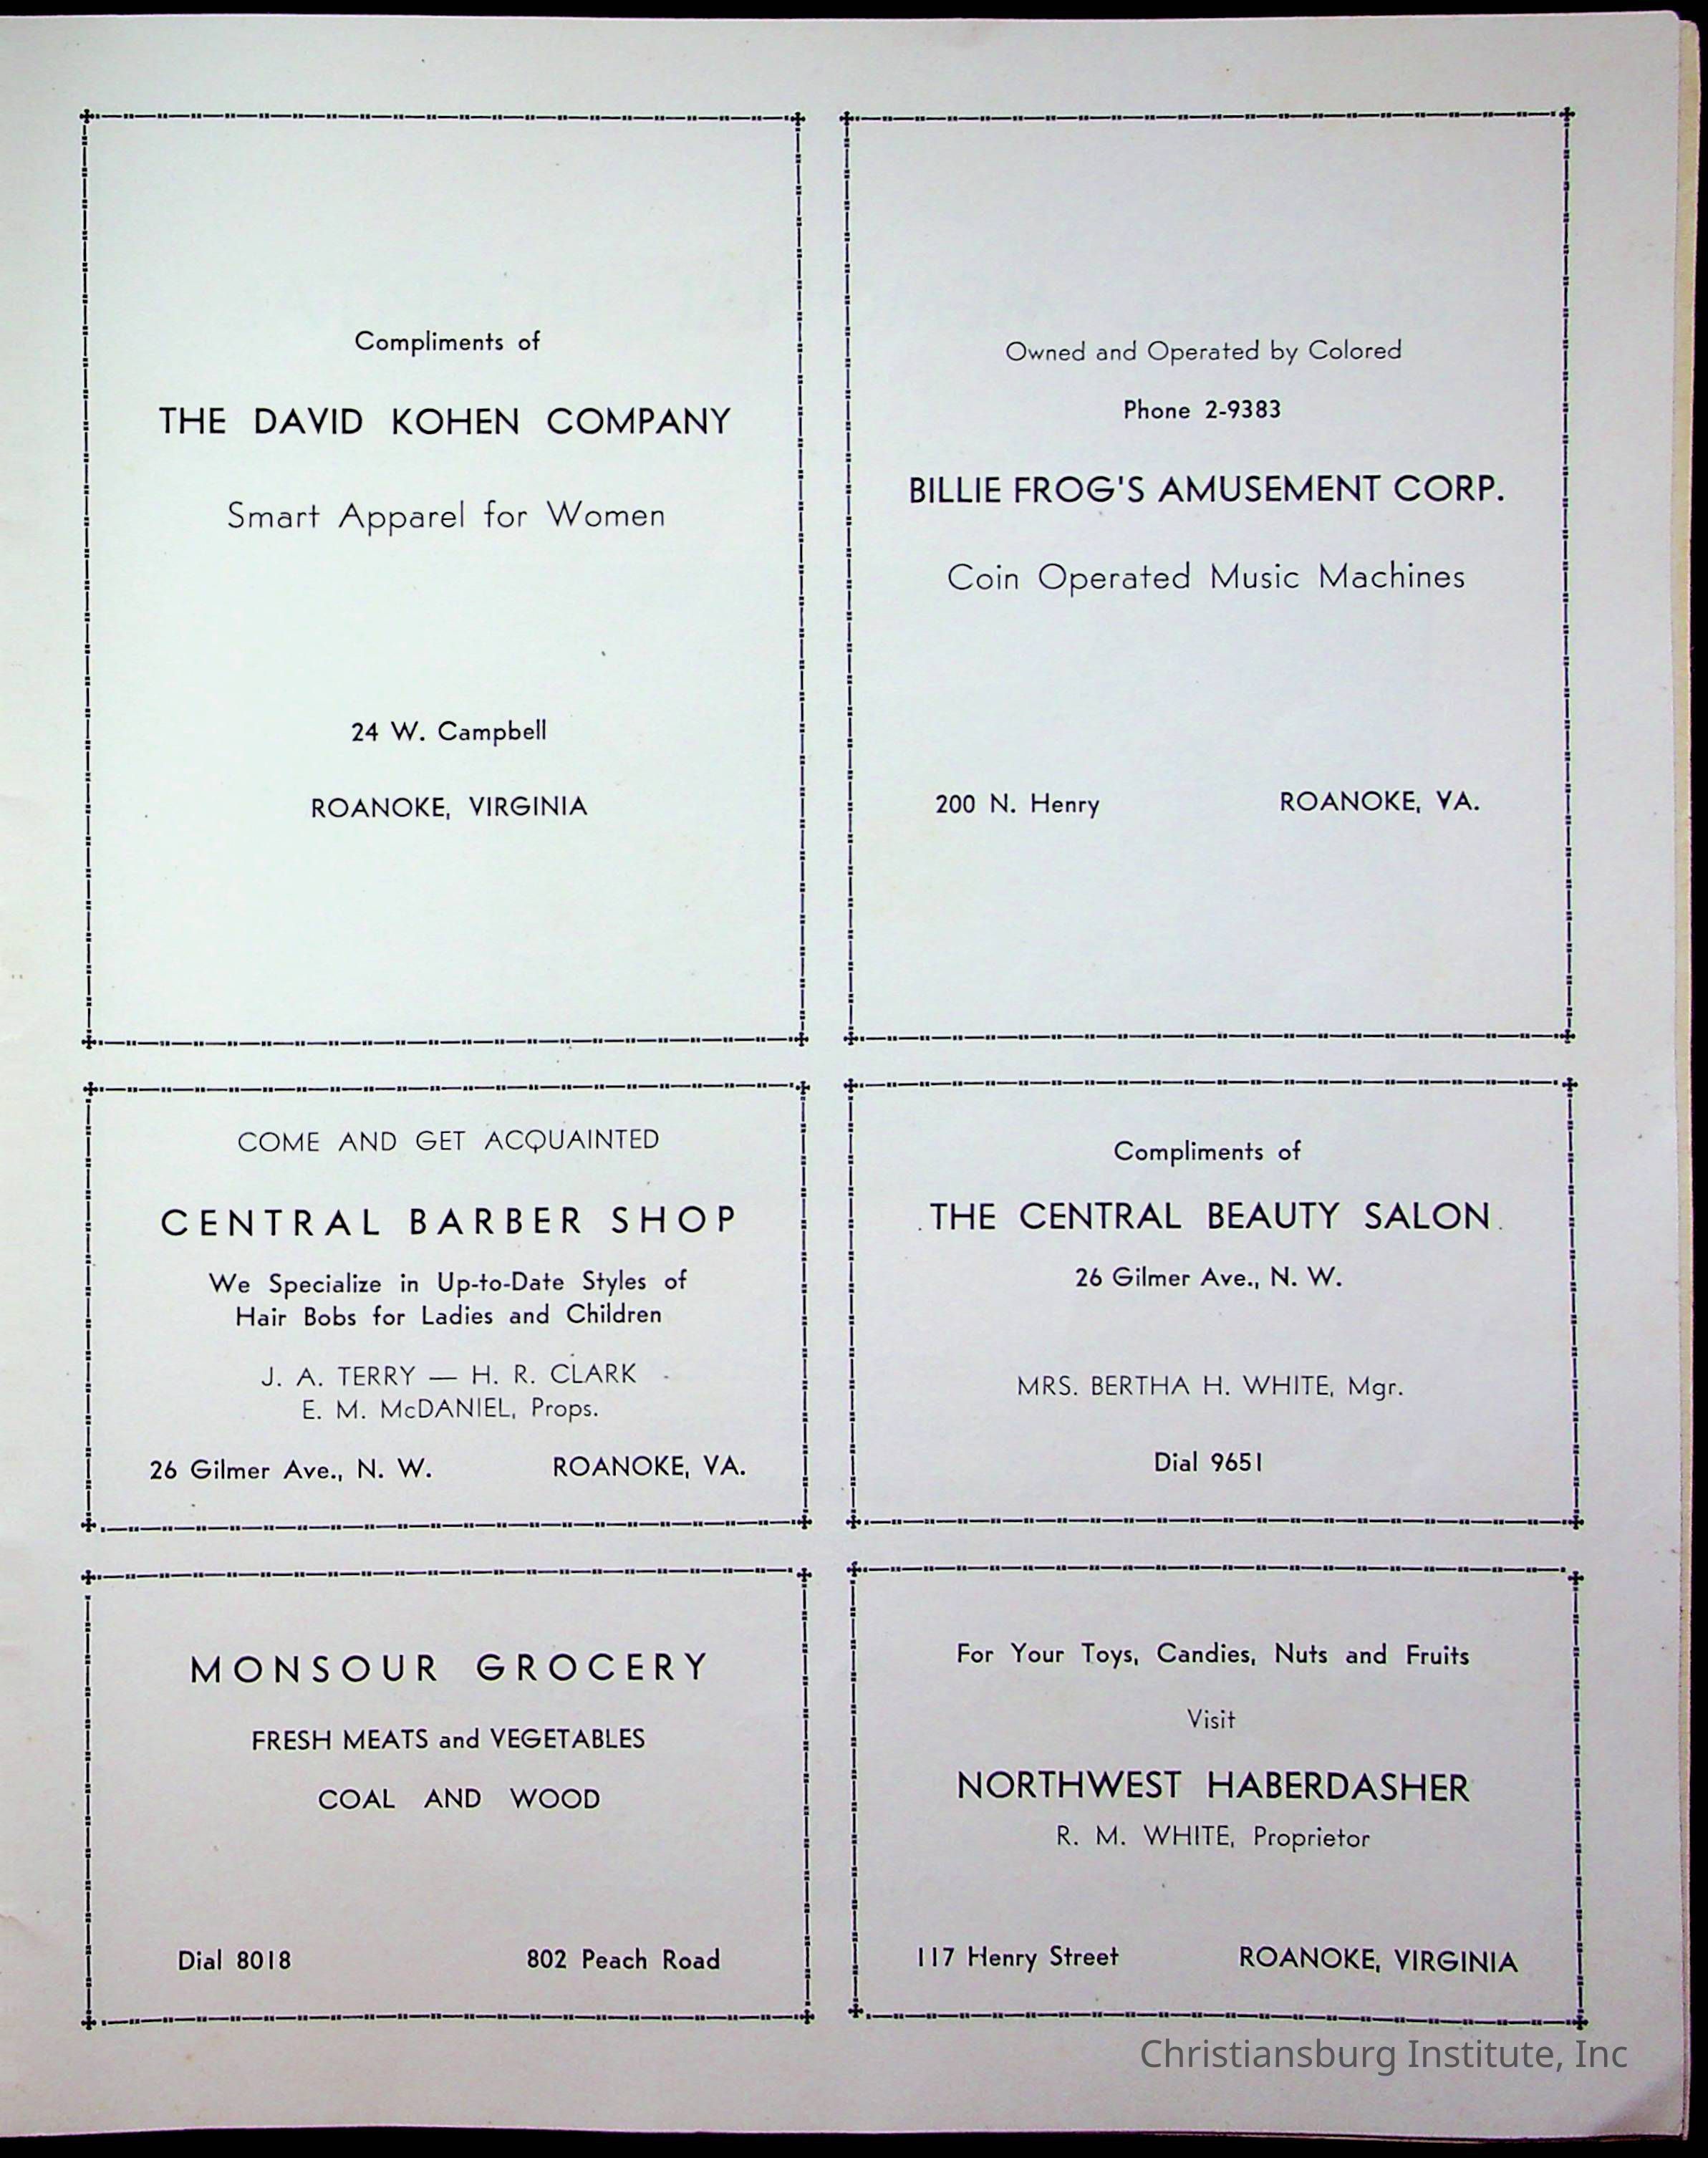 Compliments of
THE DAVID KOHEN COMPANY
Smart Apparel for Women
24 W. Campbell
ROANOKE, VIRGINIA
Owned and Operated by Colored
Phone 2-9383
BILLIE FROG'S AMUSEMENT CORP.
Coin Operated Music Machines
200 N. Henry ROANOKE, VA.
COME AND GET ACQUAINTED
CENTRAL BARBER SHOP
We Specialize in Up-to-Date Styles of
Hair Bobs for Ladies and Children
J. A. TERRY — H. R. CLARK
E. M. McDANIEL, Props.
26 Gilmer Ave., N. W. ROANOKE, VA.
Compliments of
THE CENTRAL BEAUTY SALON
26 Gilmer Ave., N. W.
MRS. BERTHA H. WHITE, Mgr.
Dial 9651
MONSOUR GROCERY
FRESH MEATS and VEGETABLES
COAL AND WOOD
Dial 8018 802 Peach Road
For Your Toys, Candies, Nuts and Fruits
Visit
NORTHWEST HABERDASHER
R. M. WHITE, Proprietor
117 Henry Street ROANOKE, VIRGINIA
Christiansburg Institute, Inc